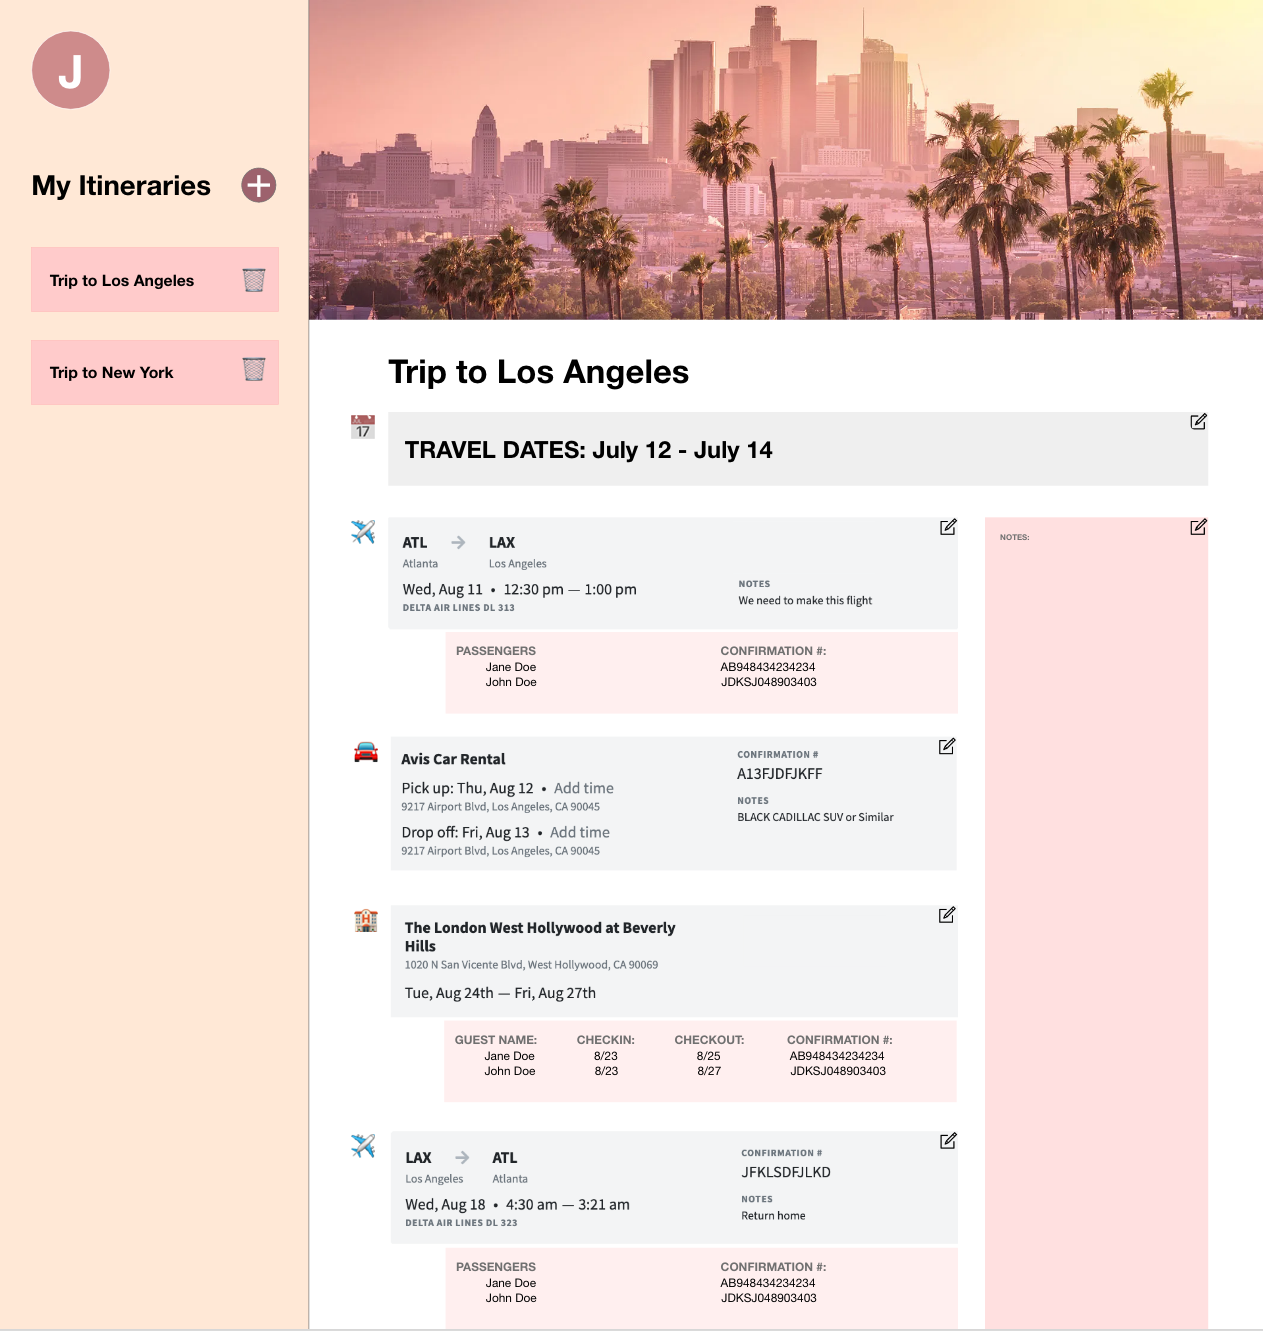 J
My Itineraries
Trip to Los Angeles
Trip to New York
Trip to Los Angeles
17
TRAVEL DATES: July 12 - July 14
ATL → LAX
Atlanta Los Angeles
Wed, Aug 11 • 12:30 pm — 1:00 pm
DELTA AIR LINES DL 313
NOTES
We need to make this flight
PASSENGERS CONFIRMATION #:
Jane Doe AB948434234234
John Doe JDKSJ048903403
NOTES:
Avis Car Rental
Pick up: Thu, Aug 12 • Add time
9217 Airport Blvd, Los Angeles, CA 90045
Drop off: Fri, Aug 13 • Add time
9217 Airport Blvd, Los Angeles, CA 90045
CONFIRMATION #
A13FJDFJKFF
NOTES
BLACK CADILLAC SUV or Similar
The London West Hollywood at Beverly
Hills
1020 N San Vicente Blvd, West Hollywood, CA 90069
Tue, Aug 24th — Fri, Aug 27th
GUEST NAME: CHECKIN: CHECKOUT: CONFIRMATION #:
Jane Doe 8/23 8/25 AB948434234234
John Doe 8/23 8/27 JDKSJ048903403
LAX → ATL
Los Angeles Atlanta
Wed, Aug 18 • 4:30 am — 3:21 am
DELTA AIR LINES DL 323
CONFIRMATION #
JFKLSDFJLKD
NOTES
Return home
PASSENGERS CONFIRMATION #:
Jane Doe AB948434234234
John Doe JDKSJ048903403